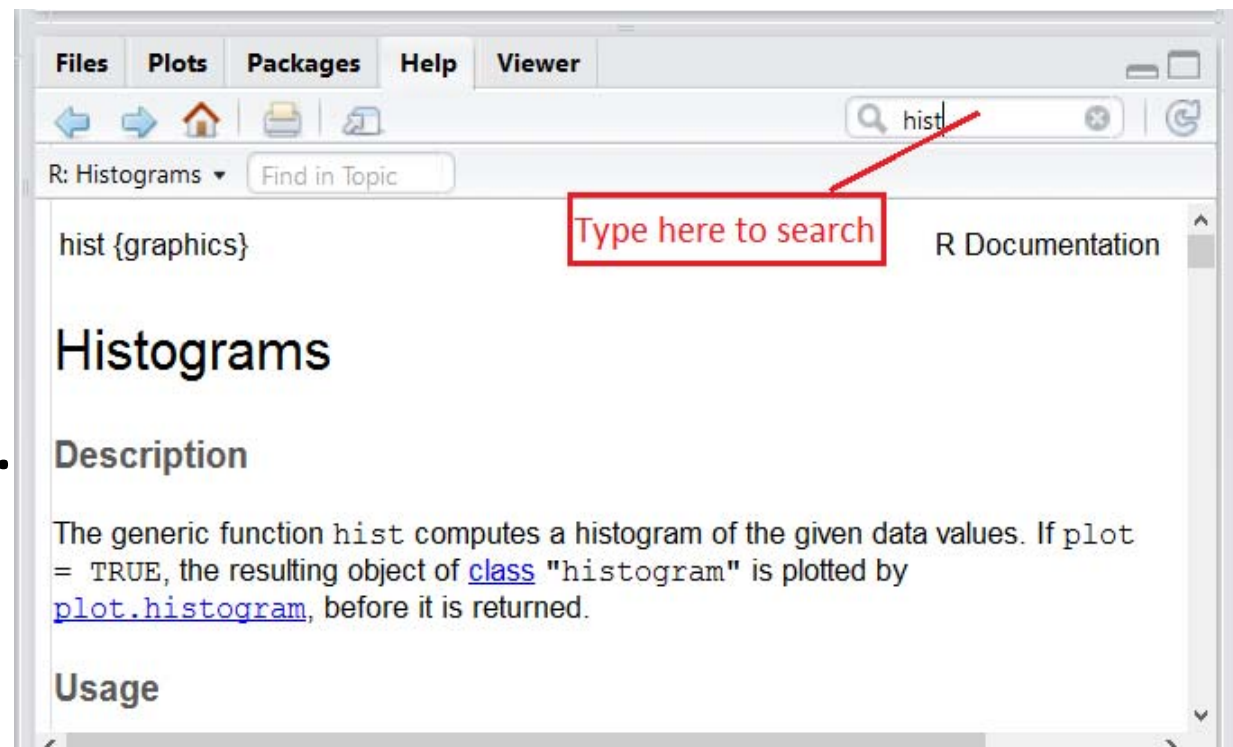 Files Plots Packages Help Viewer
hist
R: Histograms Find in Topic
Type here to search
hist {graphics} R Documentation
Histograms
Description
The generic function hist computes a histogram of the given data values. If plot
= TRUE, the resulting object of class "histogram" is plotted by
plot.histogram, before it is returned.
Usage